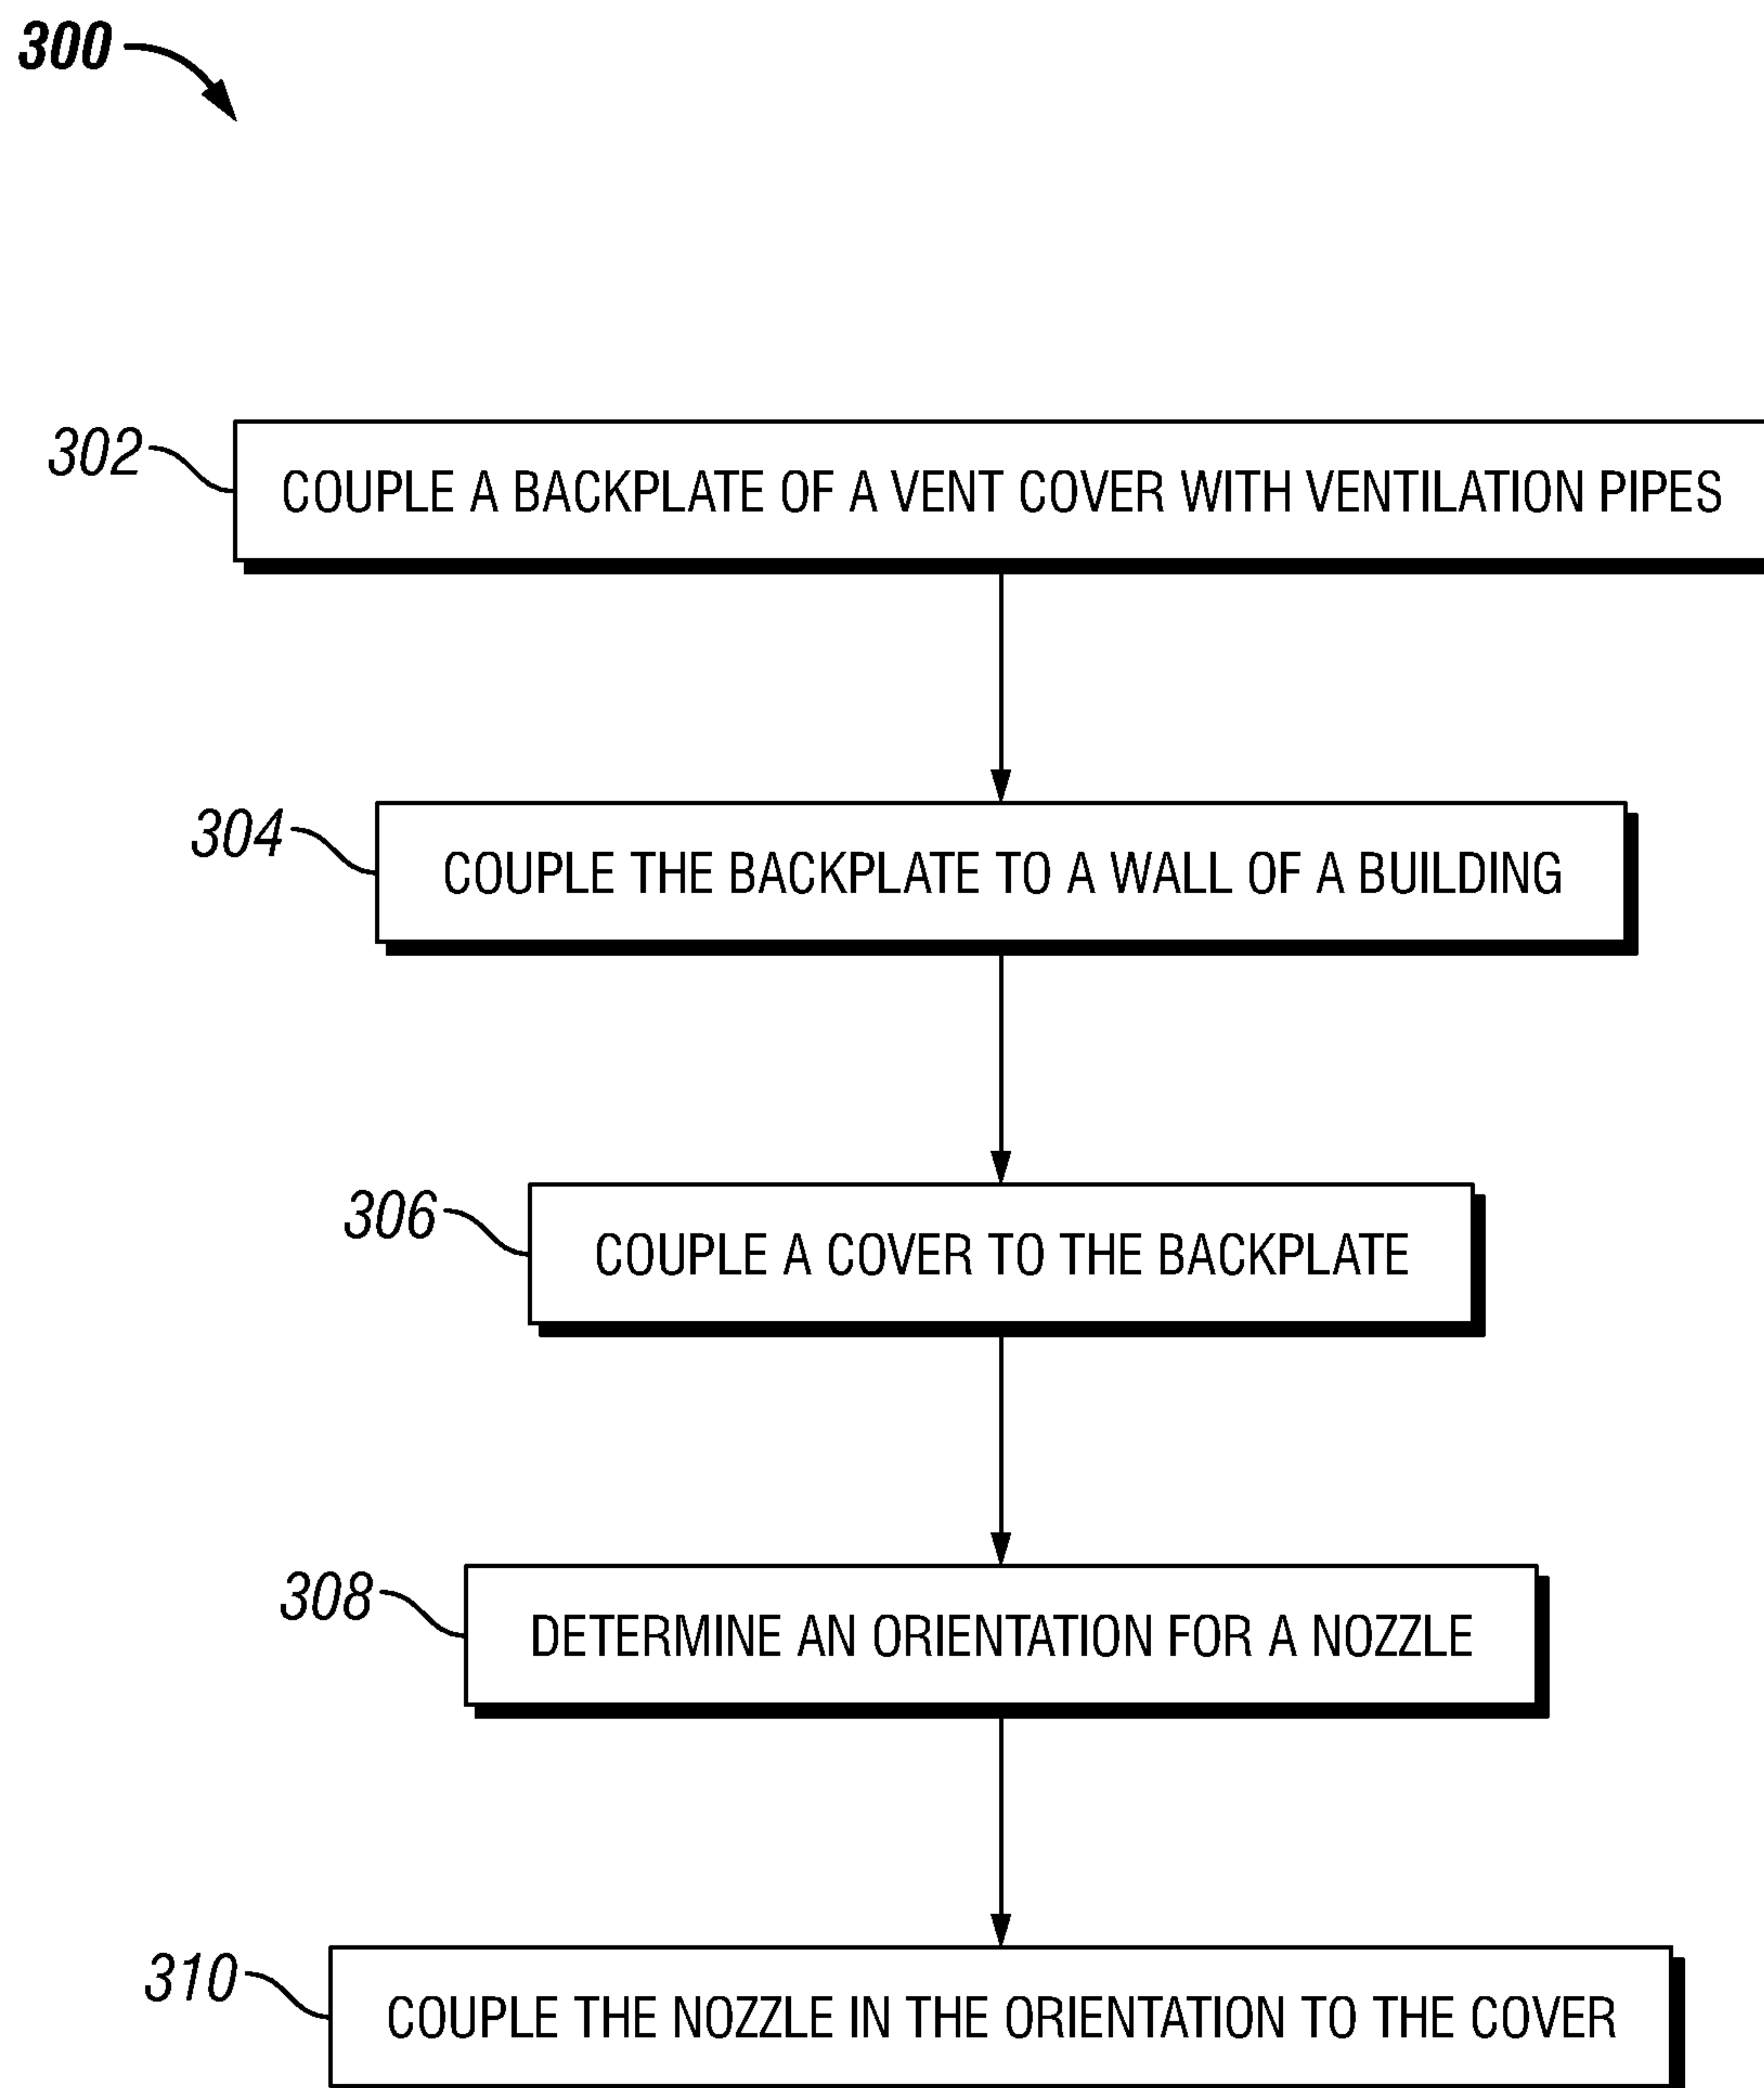 300
302
COUPLE A BACKPLATE OF A VENT COVER WITH VENTILATION PIPES
304
COUPLE THE BACKPLATE TO A WALL OF A BUILDING
306
COUPLE A COVER TO THE BACKPLATE
308
DETERMINE AN ORIENTATION FOR A NOZZLE
310
COUPLE THE NOZZLE IN THE ORIENTATION TO THE COVER